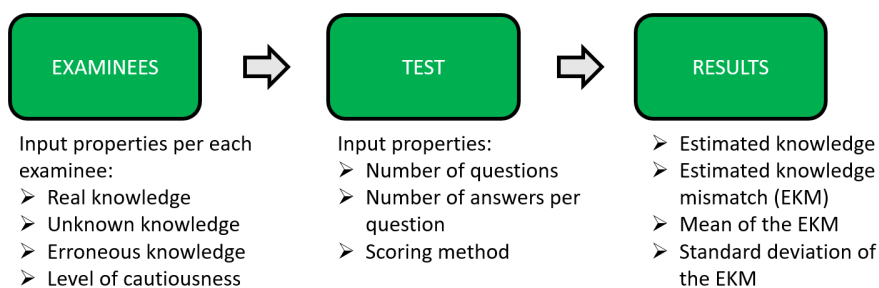 EXAMINEES
TEST
RESULTS
Input properties per each
examinee:
➢ Real knowledge
➢ Unknown knowledge
➢ Erroneous knowledge
➢ Level of cautiousness
Input properties:
➢ Number of questions
➢ Number of answers per
question
➢ Scoring method
➢ Estimated knowledge
➢ Estimated knowledge
mismatch (EKM)
➢ Mean of the EKM
➢ Standard deviation of
the EKM